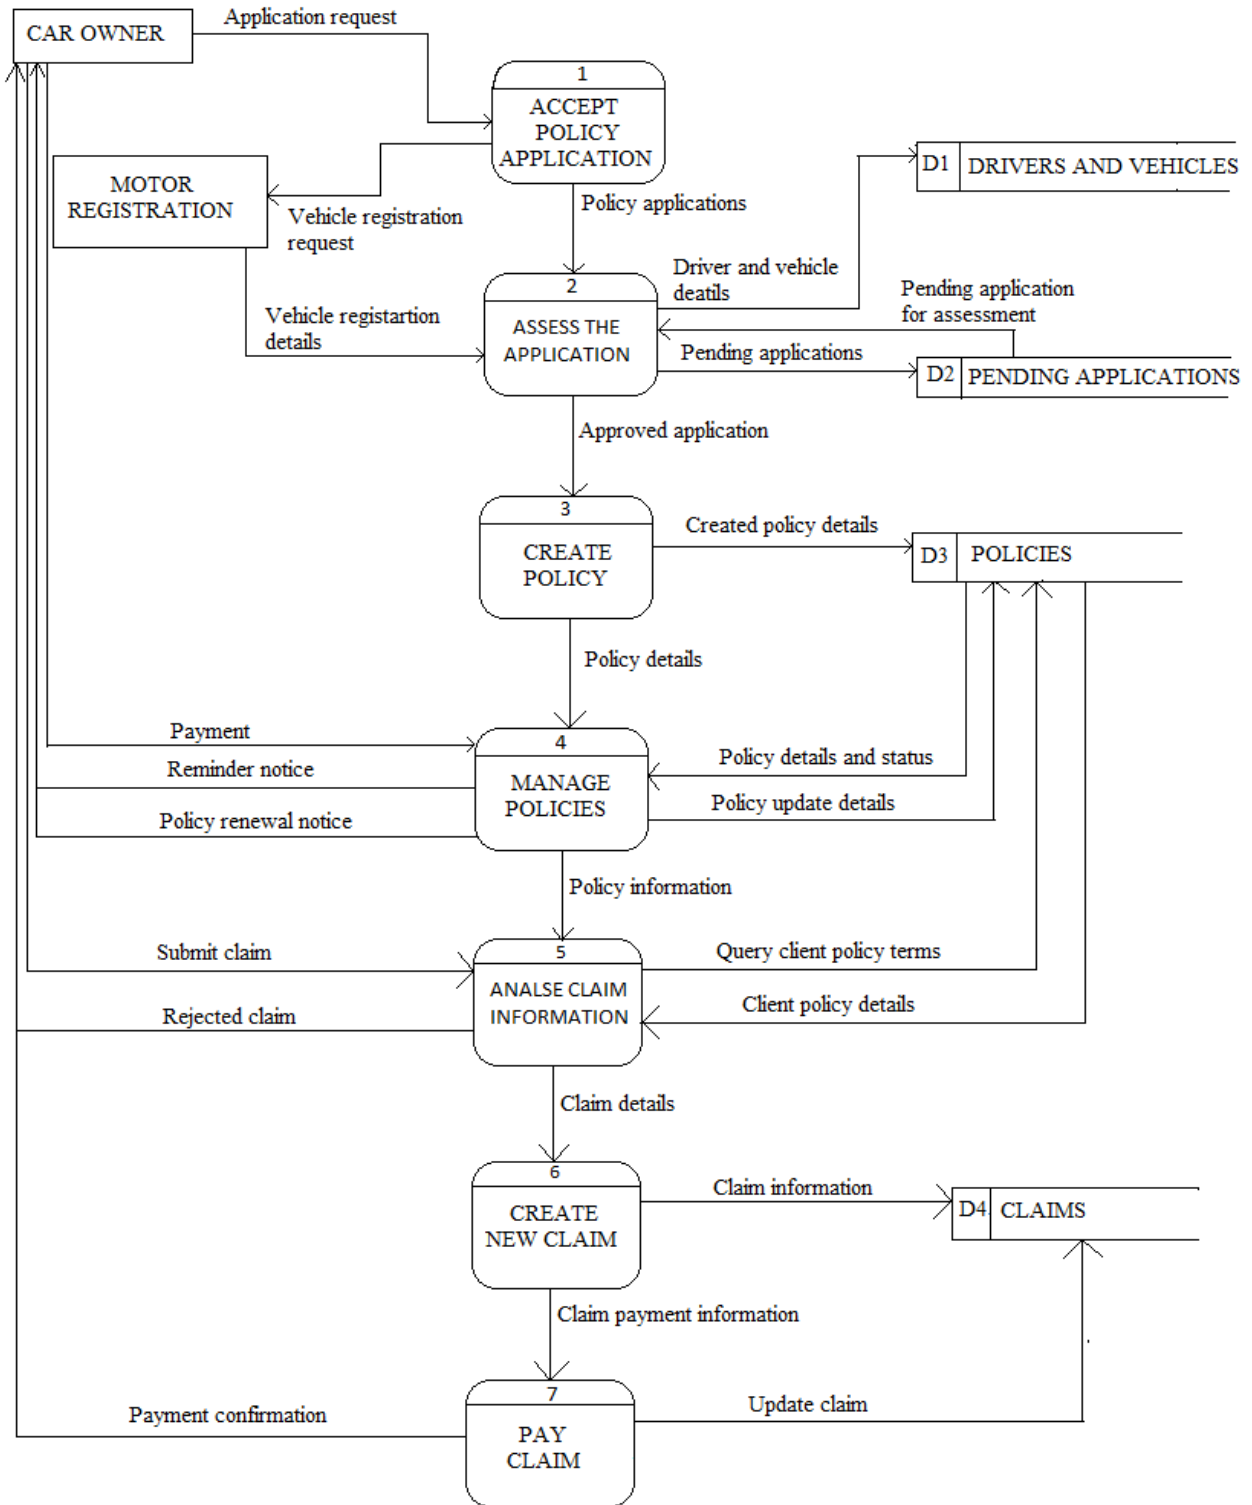 Application request
CAR OWNER
1
ACCEPT
POLICY
APPLICATION
D1 DRIVERS AND VEHICLES
MOTOR
REGISTRATION
Vehicle registration
request
Policy applications
Driver and vehicle
deatils
Pending application
for assessment
2
ASSESS THE
APPLICATION
Vehicle registartion
details
Pending applications
D2 PENDING APPLICATIONS
Approved application
3
CREATE
POLICY
Created policy details
D3 POLICIES
Policy details
Payment
4
MANAGE
POLICIES
Reminder notice
Policy renewal notice
Policy details and status
Policy update details
Policy information
Submit claim
5
ANALSE CLAIM
INFORMATION
Query client policy terms
Rejected claim
Client policy details
Claim details
6
CREATE
NEW CLAIM
Claim information
D4 CLAIMS
Claim payment information
7
PAY
CLAIM
Payment confirmation
Update claim